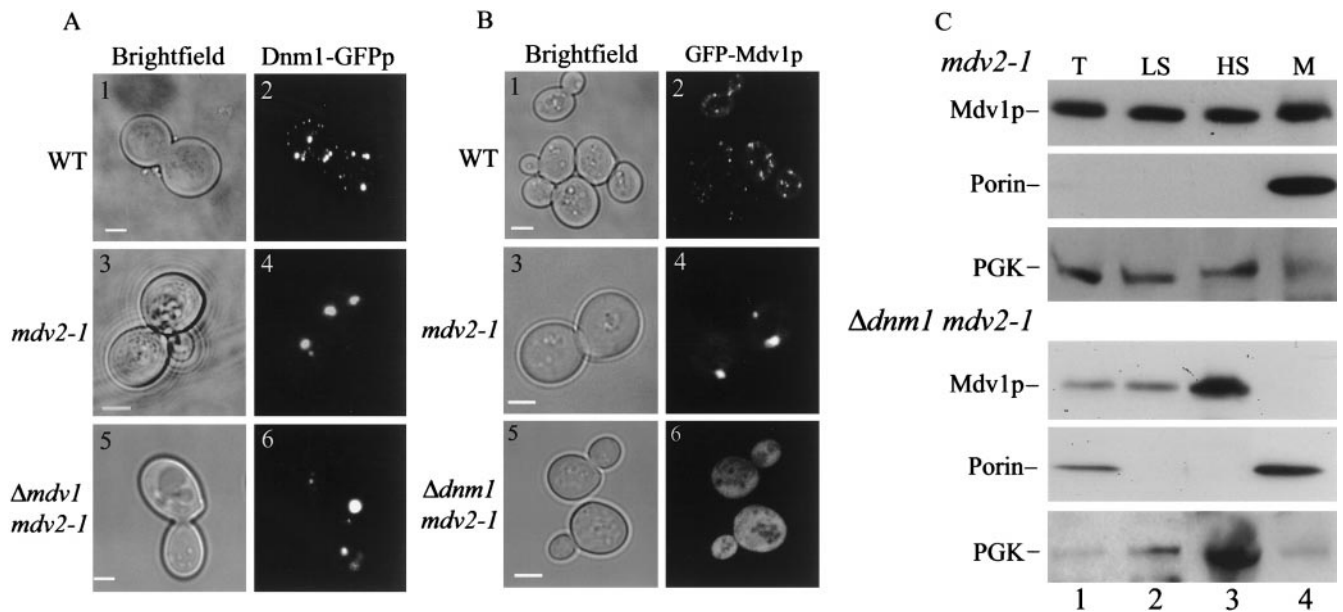 A
Brightfield
Dnm1-GFPp
WT
1
2
mdv2-1
3
4
Δmdv1
mdv2-1
5
6
B
Brightfield
GFP-Mdv1p
WT
1
2
mdv2-1
3
4
Δdnm1
mdv2-1
5
6
C
mdv2-1
T LS HS M
Mdv1p–
Porin–
PGK–
Δdnm1 mdv2-1
Mdv1p–
Porin–
PGK–
1 2 3 4